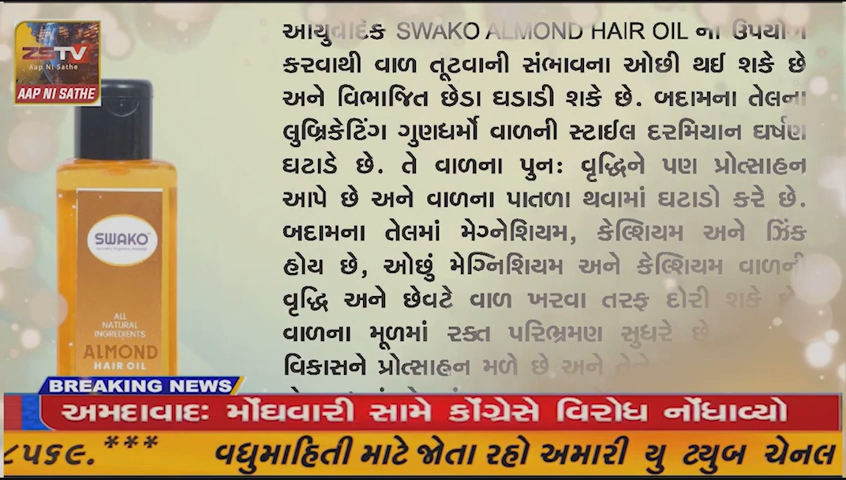 ZSTV
Aap Ni Sathe
AAP NI SATHE
આયુર્વેદિક SWAKO ALMOND HAIR OIL ના ઉપયોગ
કરવાથી વાળ તૂટવાની સંભાવના ઓછી થઈ શકે છે
અને વિભાજિત છેડા ઘડાડી શકે છે. બદામના તેલના
લુબ્રિકેટિંગ ગુણધર્મો વાળની સ્ટાઈલ દરમિયાન ઘર્ષણ
ઘટાડે છે. તે વાળના પુનઃ વૃદ્ધિને પણ પ્રોત્સાહન
આપે છે અને વાળના પાતળા થવામાં ઘટાડો કરે છે.
બદામના તેલમાં મેગ્નેશિયમ, કેલ્શિયમ અને ઝિંક
હોય છે, ઓછું મેગ્નિશિયમ અને કેલ્શિયમ વાળની
વૃદ્ધિ અને છેવટે વાળ ખરવા તરફ દોરી શકે છે.
વાળના મૂળમાં રક્ત પરિભ્રમણ સુધરે છે
વિકાસને પ્રોત્સાહન મળે છે અને તેને
SWAKO
ALL
NATURAL
INGREDIENTS
ALMOND
HAIR OIL
BREAKING NEWS
અમદાવાદઃ મોંઘવારી સામે કોંગ્રેસે વિરોધ નોંધાવ્યો
૮૫૬૯.*** વધુમાહિતી માટે જોતા રહો અમારી યુ ટ્યુબ ચેનલ